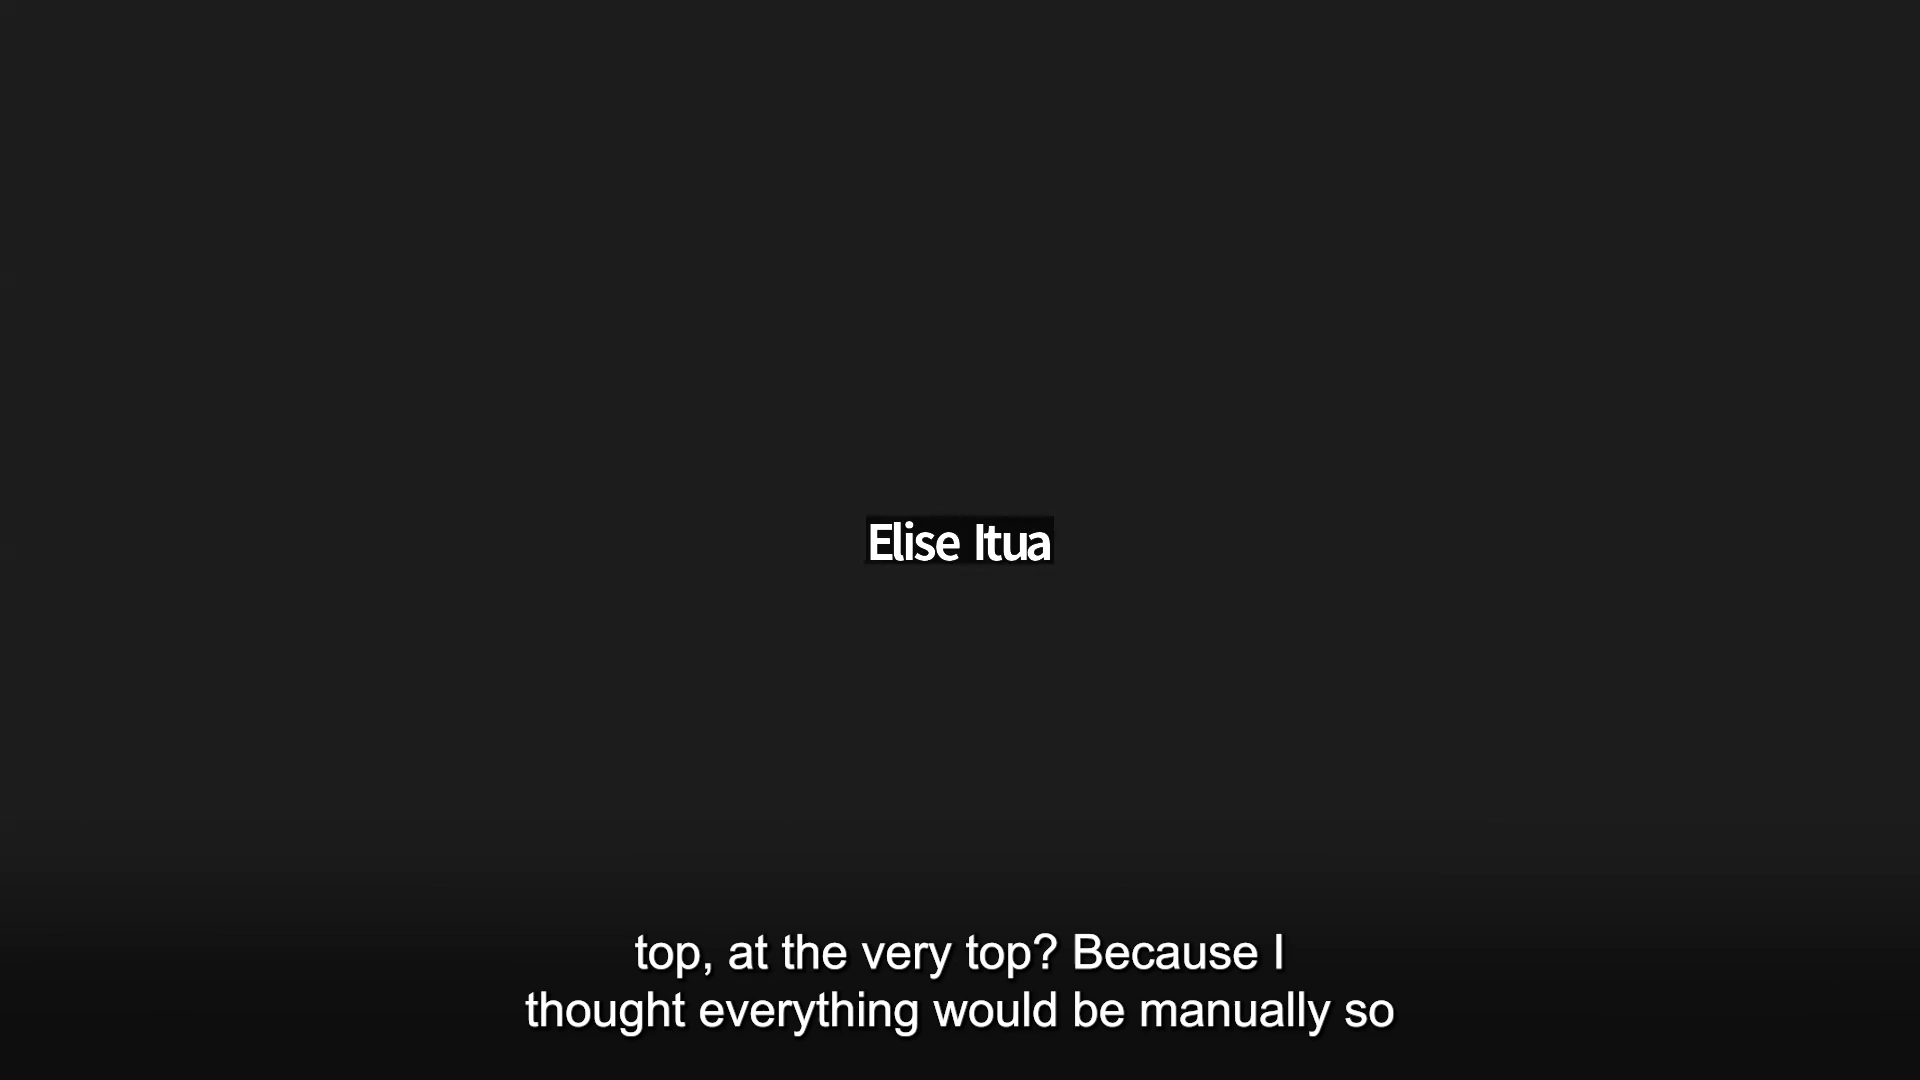 Elise Itua
top, at the very top? Because I
thought everything would be manually so